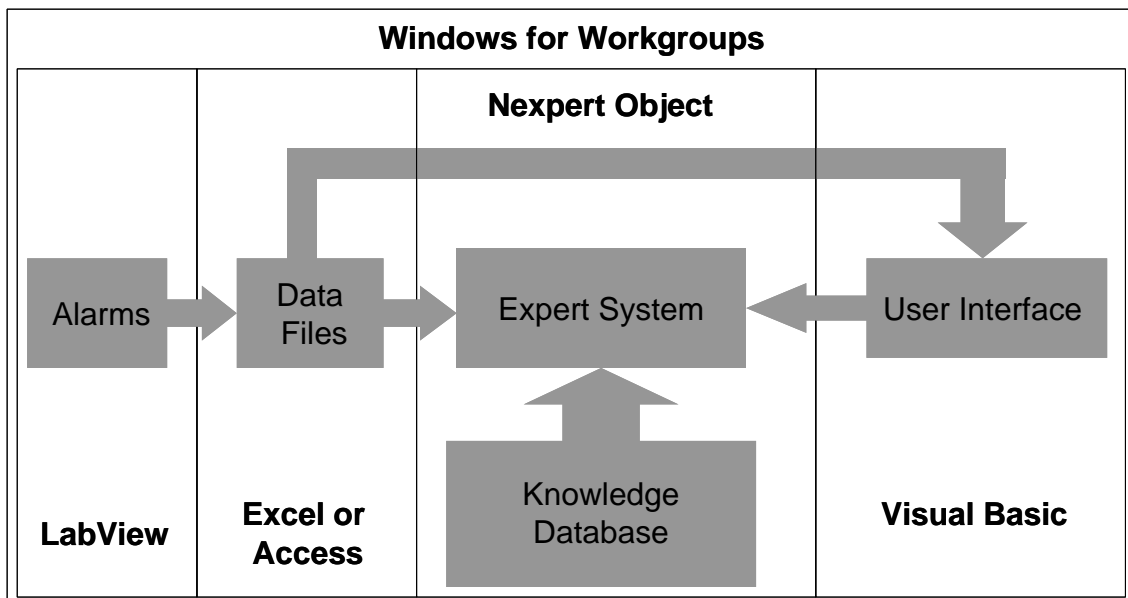 Windows for Workgroups
Nexpert Object
Alarms
Data
Files
Expert System
User Interface
Knowledge
Database
LabView
Excel or
Access
Visual Basic